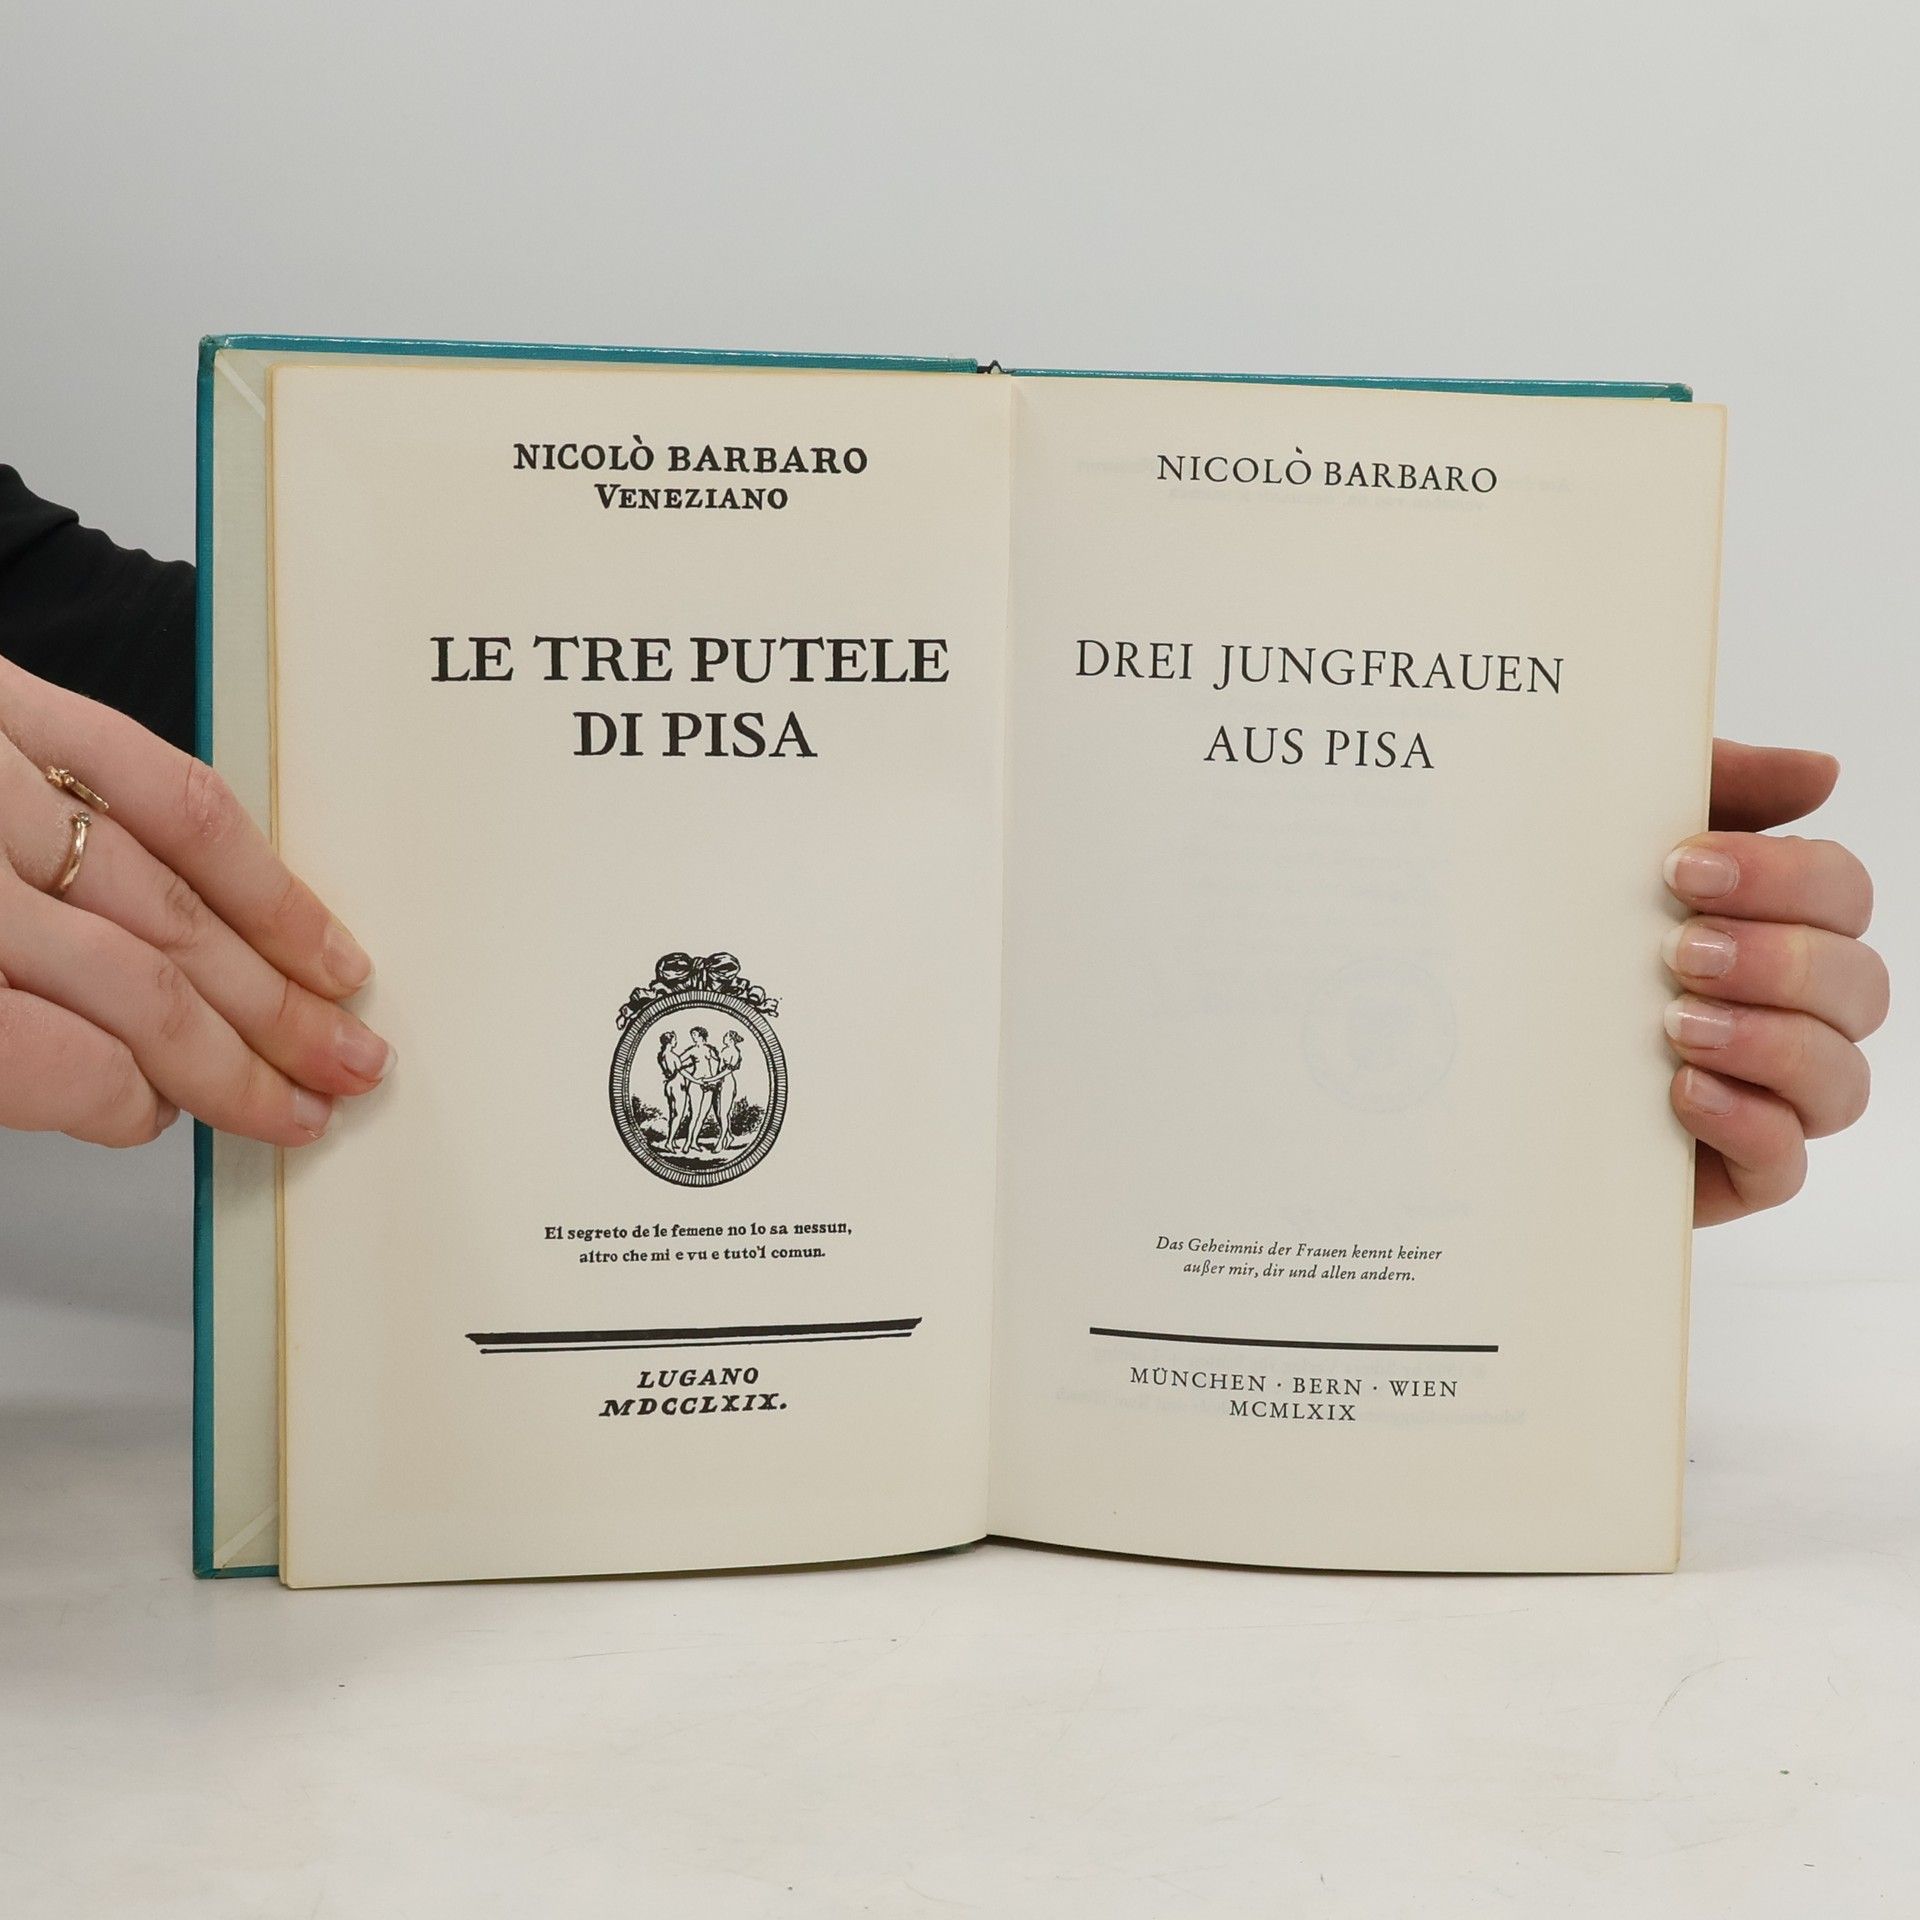 NICOLÒ BARBARO
VENEZIANO
LE TRE PUTELE
DI PISA
El segreto de le femene no lo sa nessun,
altro che mi e vu e tuto'l comun.
LUGANO
MDCCLXIX.
NICOLÒ BARBARO
DREI JUNGFRAUEN
AUS PISA
Das Geheimnis der Frauen kennt keiner
außer mir, dir und allen andern.
MÜNCHEN · BERN · WIEN
MCMLXIX